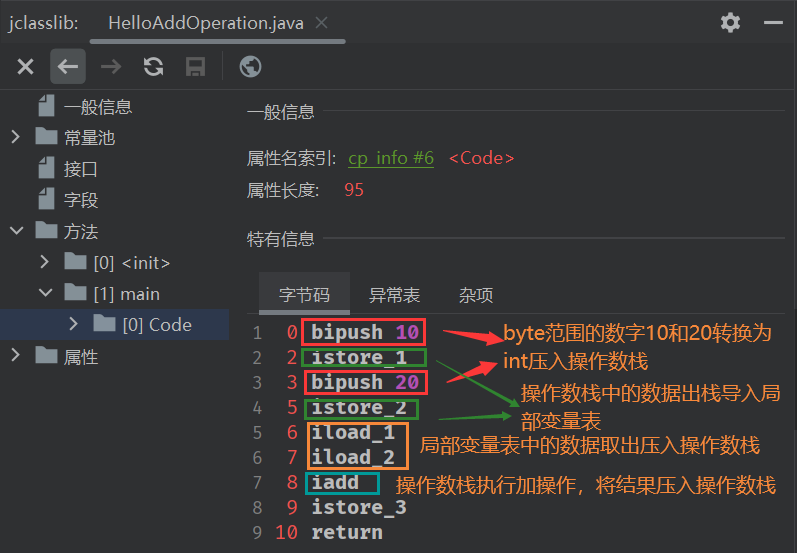 jclasslib: HelloAddOperation.java
一般信息
常量池
接口
字段
方法
[0] <init>
[1] main
[0] Code
属性
一般信息
属性名索引: cp_info #6 <Code>
属性长度: 95
特有信息
字节码 异常表 杂项
1 0 bipush 10
2 2 istore_1
3 3 bipush 20
4 5 istore_2
5 6 iload_1
6 7 iload_2
7 8 iadd
8 9 istore_3
9 10 return
byte范围的数字10和20转换为
int压入操作数栈
操作数栈中的数据出栈导入局
部变量表
局部变量表中的数据取出压入操作数栈
操作数栈执行加操作，将结果压入操作数栈